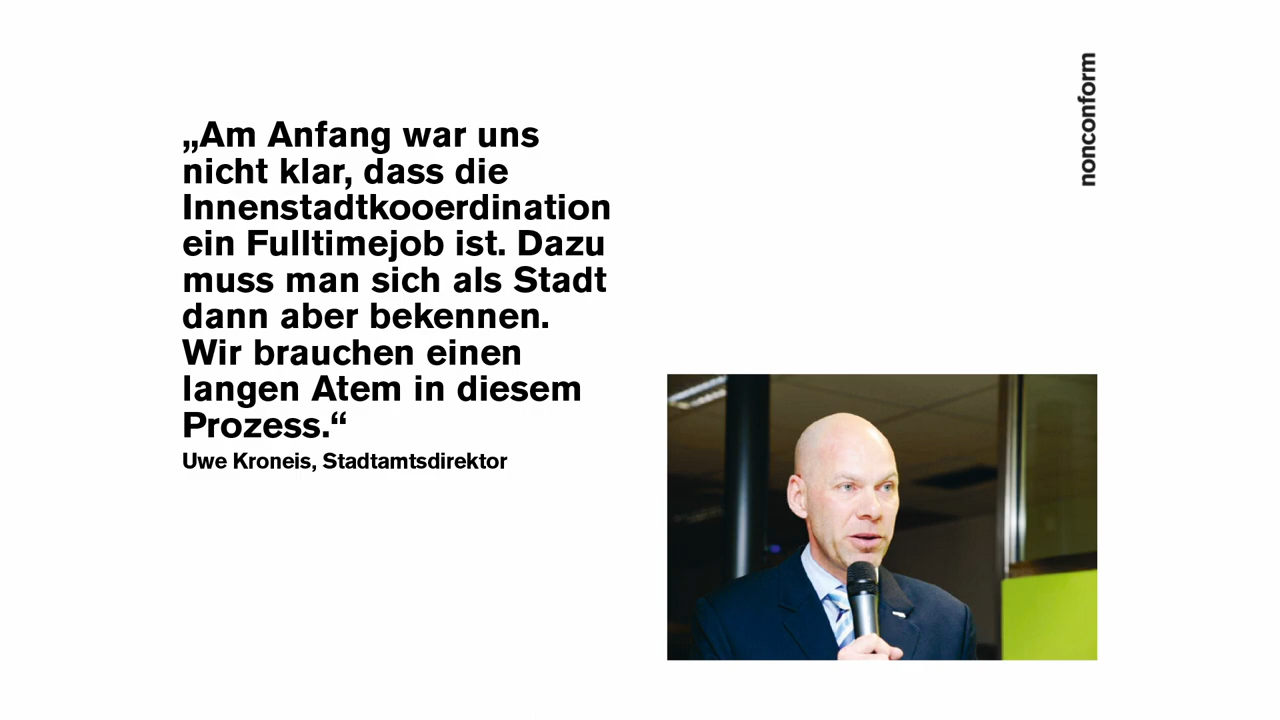 „Am Anfang war uns
nicht klar, dass die
Innenstadtkooerdination
ein Fulltimejob ist. Dazu
muss man sich als Stadt
dann aber bekennen.
Wir brauchen einen
langen Atem in diesem
Prozess.“
Uwe Kroneis, Stadtamtsdirektor
nonconform